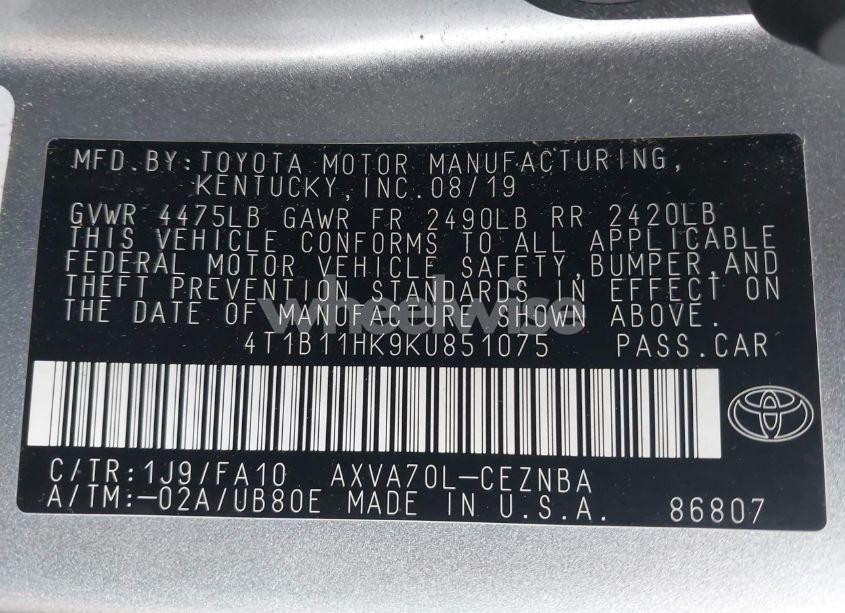 MFD.BY:TOYOTA MOTOR MANUFACTURING,
KENTUCKY,INC.08/19
GVWR 4475LB GAWR FR 2490LB RR 2420LB
THIS VEHICLE CONFORMS TO ALL APPLICABLE
FEDERAL MOTOR VEHICLE SAFETY,BUMPER,AND
THEFT PREVENTION STANDARDS IN EFFECT ON
THE DATE OF MANUFACTURE SHOWN ABOVE.
wheelwise
4T1B11HK9KU851075 PASS.CAR
C/TR:1J9/FA10 AXVA70L-CEZNBA
A/TM:-02A/UB80E MADE IN U.S.A. 86807